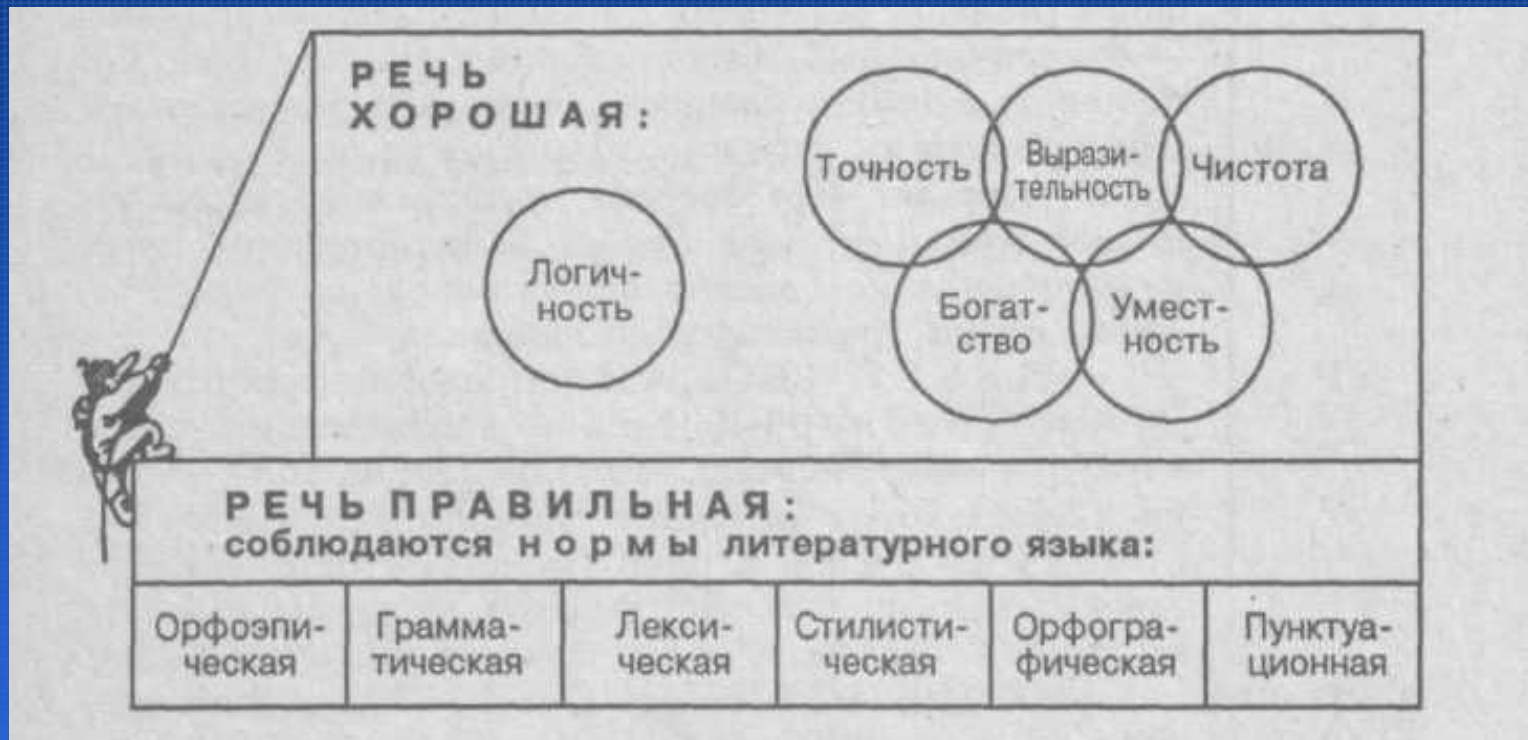 РЕЧЬ
ХОРОШАЯ:
Точность
Вырази-
тельность
Чистота
Логич-
ность
Богат-
ство
Умест-
ность
РЕЧЬ ПРАВИЛЬНАЯ:
соблюдаются нормы литературного языка:
Орфоэпи-
ческая
Грамма-
тическая
Лекси-
ческая
Стилисти-
ческая
Орфогра-
фическая
Пунктуа-
ционная